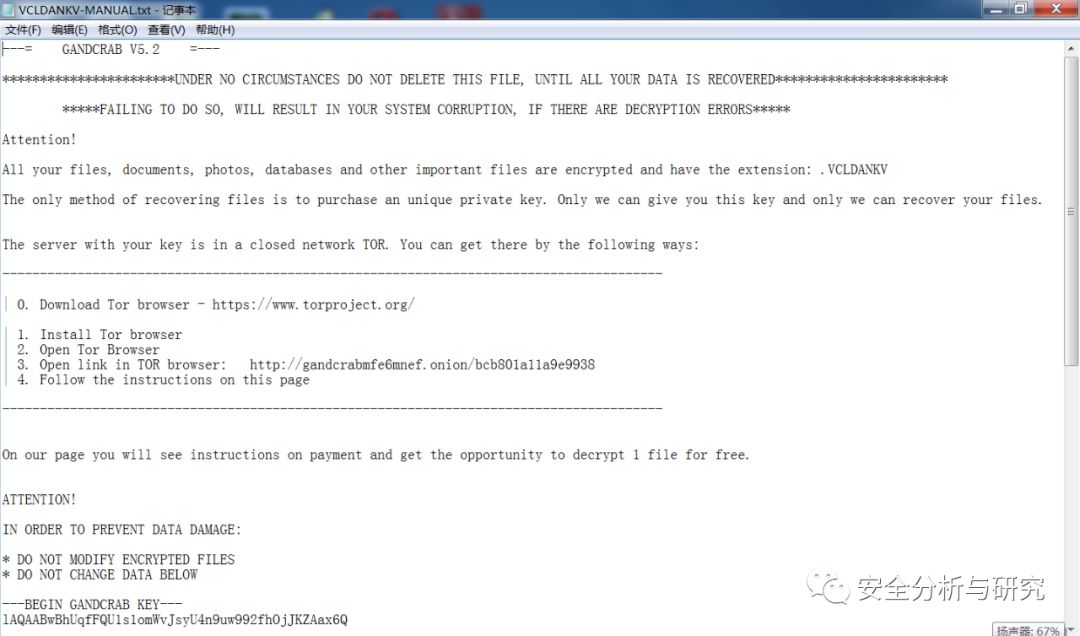 VCLDANKV-MANUAL.txt - 记事本
文件(F) 编辑(E) 格式(O) 查看(V) 帮助(H)
---= GANDCRAB V5.2 =---
***********************UNDER NO CIRCUMSTANCES DO NOT DELETE THIS FILE, UNTIL ALL YOUR DATA IS RECOVERED***********************
*****FAILING TO DO SO, WILL RESULT IN YOUR SYSTEM CORRUPTION, IF THERE ARE DECRYPTION ERRORS*****
Attention!
All your files, documents, photos, databases and other important files are encrypted and have the extension: .VCLDANKV
The only method of recovering files is to purchase an unique private key. Only we can give you this key and only we can recover your files.
The server with your key is in a closed network TOR. You can get there by the following ways:
----------------------------------------------------------------------------------------
| 0. Download Tor browser - https://www.torproject.org/
| 1. Install Tor browser
| 2. Open Tor Browser
| 3. Open link in TOR browser: http://gandcrabmfe6mnef.onion/bcb801a11a9e9938
| 4. Follow the instructions on this page
----------------------------------------------------------------------------------------
On our page you will see instructions on payment and get the opportunity to decrypt 1 file for free.
ATTENTION!
IN ORDER TO PREVENT DATA DAMAGE:
* DO NOT MODIFY ENCRYPTED FILES
* DO NOT CHANGE DATA BELOW
---BEGIN GANDCRAB KEY---
lAQAABwBhUqfFQU1s1omWvJsyU4n9uw992fhOjJKZAax6Q
安全分析与研究
扬声器: 67%